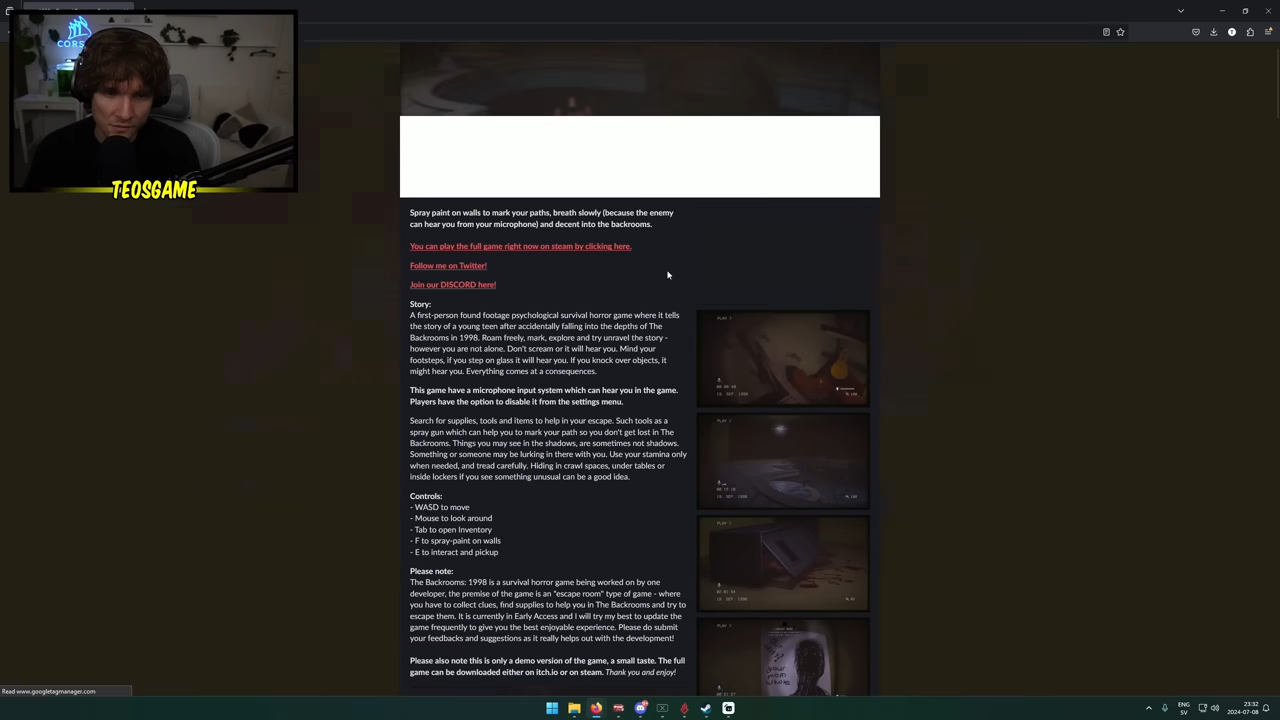 CORS
TEOSGAME
Spray paint on walls to mark your paths, breath slowly (because the enemy
can hear you from your microphone) and decent into the backrooms.
You can play the full game right now on steam by clicking here.
Follow me on Twitter!
Join our DISCORD here!
Story:
A first-person found footage psychological survival horror game where it tells
the story of a young teen after accidentally falling into the depths of The
Backrooms in 1998. Roam freely, mark, explore and try unravel the story -
however you are not alone. Don't scream or it will hear you. Mind your
footsteps, if you step on glass it will hear you. If you knock over objects, it
might hear you. Everything comes at a consequences.
This game have a microphone input system which can hear you in the game.
Players have the option to disable it from the settings menu.
Search for supplies, tools and items to help in your escape. Such tools as a
spray gun which can help you to mark your path so you don't get lost in The
Backrooms. Things you may see in the shadows, are sometimes not shadows.
Something or someone may be lurking in there with you. Use your stamina only
when needed, and tread carefully. Hiding in crawl spaces, under tables or
inside lockers if you see something unusual can be a good idea.
Controls:
- WASD to move
- Mouse to look around
- Tab to open Inventory
- F to spray-paint on walls
- E to interact and pickup
Please note:
The Backrooms: 1998 is a survival horror game being worked on by one
developer, the premise of the game is an "escape room" type of game - where
you have to collect clues, find supplies to help you in The Backrooms and try to
escape them. It is currently in Early Access and I will try my best to update the
game frequently to give you the best enjoyable experience. Please do submit
your feedbacks and suggestions as it really helps out with the development!
Please also note this is only a demo version of the game, a small taste. The full
game can be downloaded either on itch.io or on steam. Thank you and enjoy!
PLAY
PLAY
PLAY
PLAY
Read www.googletagmanager.com
ENG
SV
23:32
2024-07-08